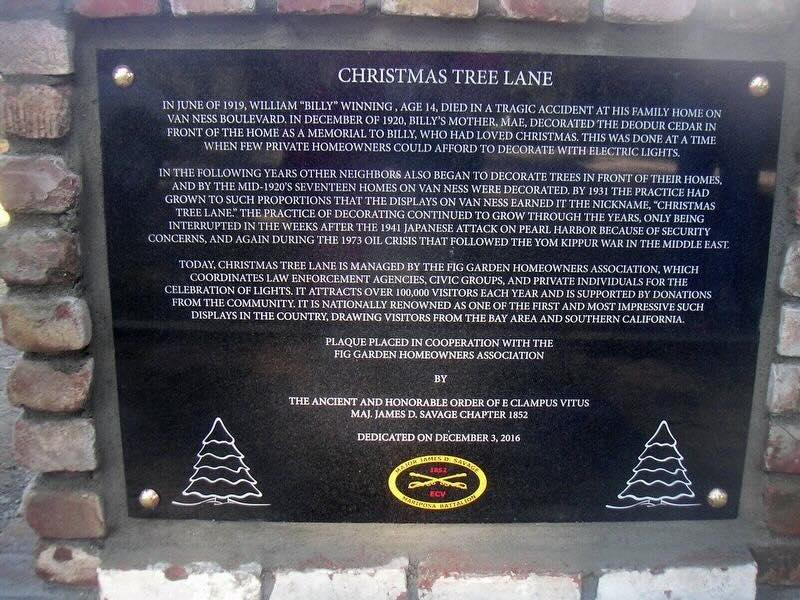 CHRISTMAS TREE LANE
IN JUNE OF 1919, WILLIAM "BILLY" WINNING , AGE 14, DIED IN A TRAGIC ACCIDENT AT HIS FAMILY HOME ON
VAN NESS BOULEVARD. IN DECEMBER OF 1920, BILLY'S MOTHER, MAE, DECORATED THE DEODUR CEDAR IN
FRONT OF THE HOME AS A MEMORIAL TO BILLY, WHO HAD LOVED CHRISTMAS. THIS WAS DONE AT A TIME
WHEN FEW PRIVATE HOMEOWNERS COULD AFFORD TO DECORATE WITH ELECTRIC LIGHTS.
IN THE FOLLOWING YEARS OTHER NEIGHBORS ALSO BEGAN TO DECORATE TREES IN FRONT OF THEIR HOMES,
AND BY THE MID-1920'S SEVENTEEN HOMES ON VAN NESS WERE DECORATED. BY 1931 THE PRACTICE HAD
GROWN TO SUCH PROPORTIONS THAT THE DISPLAYS ON VAN NESS EARNED IT THE NICKNAME, "CHRISTMAS
TREE LANE." THE PRACTICE OF DECORATING CONTINUED TO GROW THROUGH THE YEARS, ONLY BEING
INTERRUPTED IN THE WEEKS AFTER THE 1941 JAPANESE ATTACK ON PEARL HARBOR BECAUSE OF SECURITY
CONCERNS, AND AGAIN DURING THE 1973 OIL CRISIS THAT FOLLOWED THE YOM KIPPUR WAR IN THE MIDDLE EAST.
TODAY, CHRISTMAS TREE LANE IS MANAGED BY THE FIG GARDEN HOMEOWNERS ASSOCIATION, WHICH
COORDINATES LAW ENFORCEMENT AGENCIES, CIVIC GROUPS, AND PRIVATE INDIVIDUALS FOR THE
CELEBRATION OF LIGHTS. IT ATTRACTS OVER 100,000 VISITORS EACH YEAR AND IS SUPPORTED BY DONATIONS
FROM THE COMMUNITY. IT IS NATIONALLY RENOWNED AS ONE OF THE FIRST AND MOST IMPRESSIVE SUCH
DISPLAYS IN THE COUNTRY, DRAWING VISITORS FROM THE BAY AREA AND SOUTHERN CALIFORNIA.
PLAQUE PLACED IN COOPERATION WITH THE
FIG GARDEN HOMEOWNERS ASSOCIATION
BY
THE ANCIENT AND HONORABLE ORDER OF E CLAMPUS VITUS
MAJ. JAMES D. SAVAGE CHAPTER 1852
DEDICATED ON DECEMBER 3, 2016
MAJOR JAMES D. SAVAGE
1852
ECV
MARIPOSA BATTALION